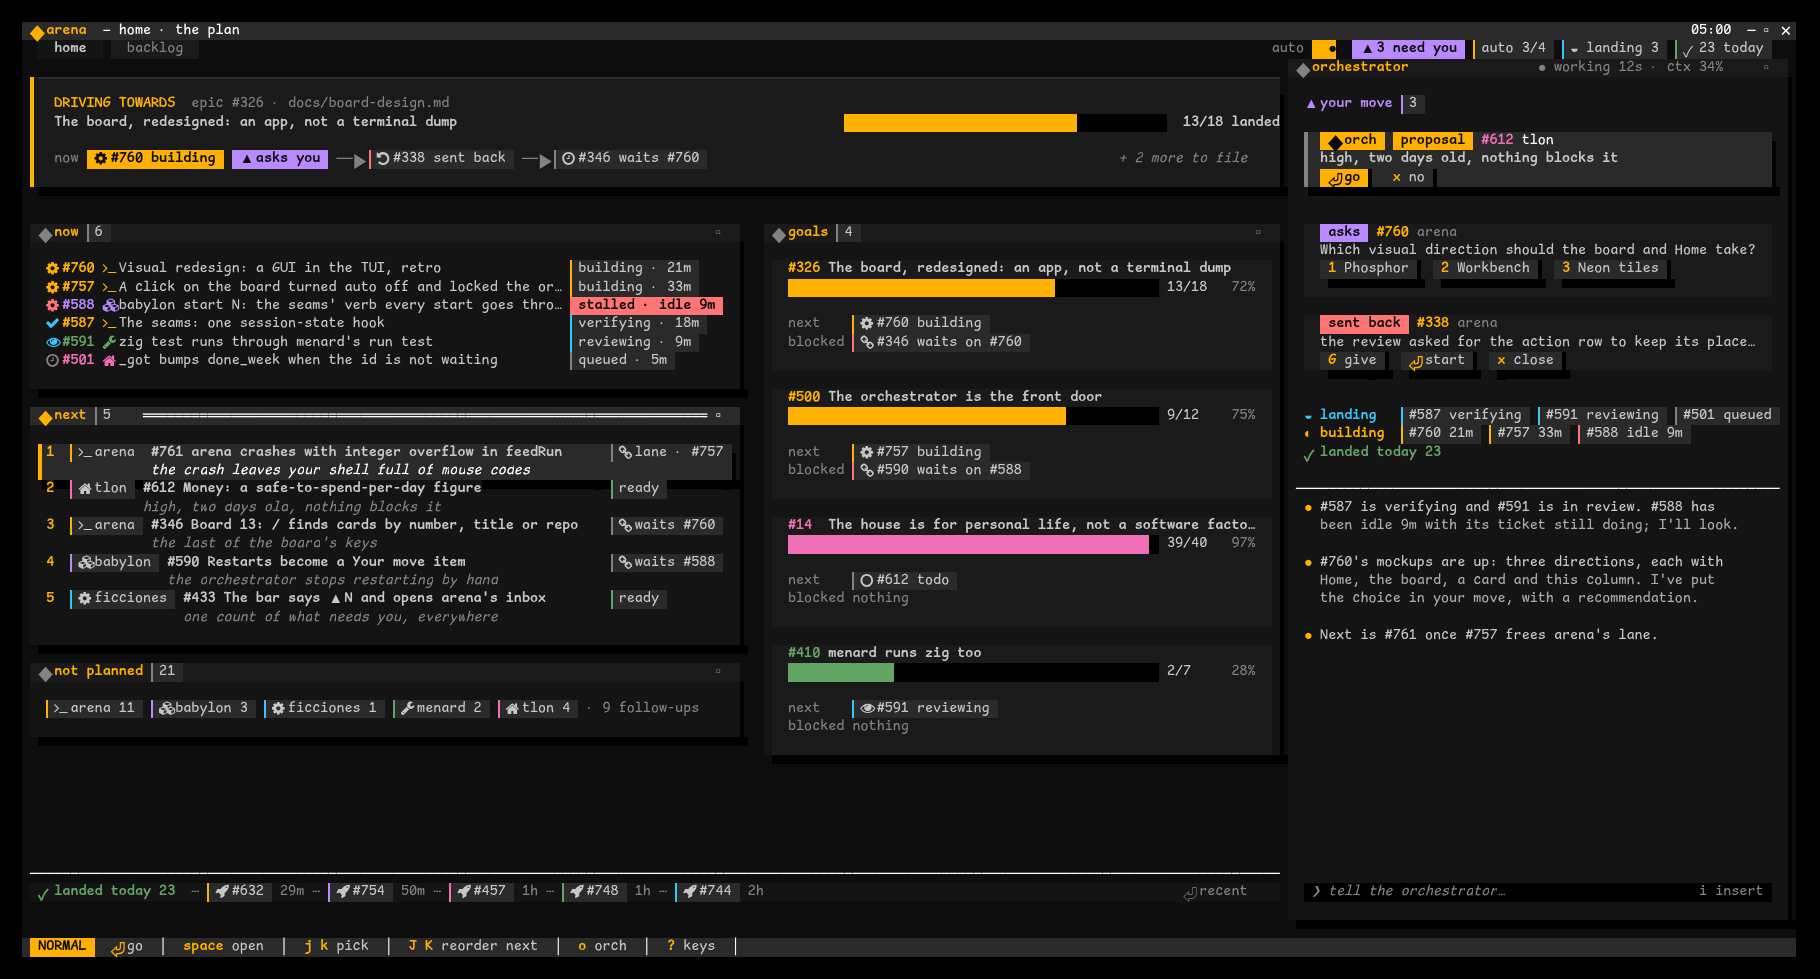 arena – home · the plan 05:00
home backlog auto 3 need you auto 3/4 landing 3 23 today
DRIVING TOWARDS epic #326 · docs/board-design.md
The board, redesigned: an app, not a terminal dump 13/18 landed
now #760 building asks you #338 sent back #346 waits #760 + 2 more to file
now 6
#760 >_ Visual redesign: a GUI in the TUI, retro building · 21m
#757 >_ A click on the board turned auto off and locked the or… building · 33m
#588 babylon start N: the seams' verb every start goes thro… stalled · idle 9m
#587 >_ The seams: one session-state hook verifying · 18m
#591 zig test runs through menard's run test reviewing · 9m
#501 _got bumps done_week when the id is not waiting queued · 5m
next 5
1 >_ arena #761 arena crashes with integer overflow in feedRun lane · #757
the crash leaves your shell full of mouse codes
2 tlon #612 Money: a safe-to-spend-per-day figure ready
high, two days old, nothing blocks it
3 >_ arena #346 Board 13: / finds cards by number, title or repo waits #760
the last of the board's keys
4 babylon #590 Restarts become a Your move item waits #588
the orchestrator stops restarting by hand
5 ficciones #433 The bar says ▲N and opens arena's inbox ready
one count of what needs you, everywhere
not planned 21
>_ arena 11 babylon 3 ficciones 1 menard 2 tlon 4 · 9 follow-ups
goals 4
#326 The board, redesigned: an app, not a terminal dump
13/18 72%
next #760 building
blocked #346 waits on #760
#500 The orchestrator is the front door
9/12 75%
next #757 building
blocked #590 waits on #588
#14 The house is for personal life, not a software facto…
39/40 97%
next #612 todo
blocked nothing
#410 menard runs zig too
2/7 28%
next #591 reviewing
blocked nothing
orchestrator ● working 12s · ctx 34%
▲ your move 3
orch proposal #612 tlon
high, two days old, nothing blocks it
go × no
asks #760 arena
Which visual direction should the board and Home take?
1 Phosphor 2 Workbench 3 Neon tiles
sent back #338 arena
the review asked for the action row to keep its place…
G give start × close
landing #587 verifying #591 reviewing #501 queued
building #760 21m #757 33m #588 idle 9m
✓ landed today 23
● #587 is verifying and #591 is in review. #588 has
been idle 9m with its ticket still doing; I'll look.
● #760's mockups are up: three directions, each with
Home, the board, a card and this column. I've put
the choice in your move, with a recommendation.
● Next is #761 once #757 frees arena's lane.
❯ tell the orchestrator… i insert
✓ landed today 23 — #632 29m — #754 50m — #457 1h — #748 1h — #744 2h recent
NORMAL go │ space open │ j k pick │ J K reorder next │ o orch │ ? keys │